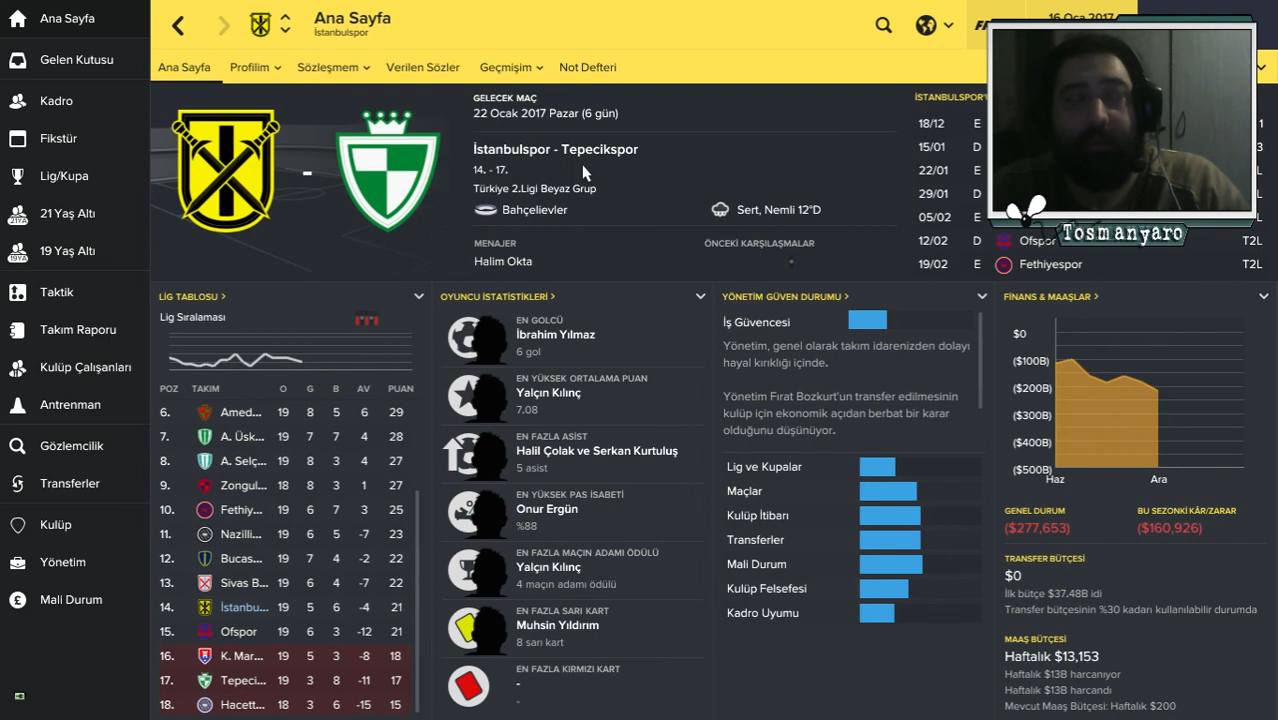 Ana Sayfa
Gelen Kutusu
Kadro
Fikstür
Lig/Kupa
21 Yaş Altı
19 Yaş Altı
Taktik
Takım Raporu
Kulüp Çalışanları
Antrenman
Gözlemcilik
Transferler
Kulüp
Yönetim
Mali Durum
Ana Sayfa
İstanbulspor
16 Oca 2017
Ana Sayfa Profilim Sözleşmem Verilen Sözler Geçmişim Not Defteri
GELECEK MAÇ
22 Ocak 2017 Pazar (6 gün)
İstanbulspor - Tepecikspor
14. - 17.
Türkiye 2.Ligi Beyaz Grup
Bahçelievler
Sert, Nemli 12°D
MENAJER
Halim Okta
ÖNCEKİ KARŞILAŞMALAR
-
18/12 E
15/01 D
22/01 E
29/01 D
05/02 E
12/02 D Ofspor T2L
19/02 E Fethiyespor T2L
Tosmanyaro
LİG TABLOSU >
Lig Sıralaması
POZ TAKIM O G B AV PUAN
6. Amed... 19 8 5 6 29
7. A. Üsk... 19 7 7 4 28
8. A. Selç... 19 8 3 4 27
9. Zongul... 18 8 3 1 27
10. Fethiy... 19 6 7 3 25
11. Nazilli... 19 6 5 -7 23
12. Bucas... 19 7 4 -2 22
13. Sivas B... 19 6 4 -7 22
14. İstanbu... 19 5 6 -4 21
15. Ofspor 19 6 3 -12 21
16. K. Mar... 19 5 3 -8 18
17. Tepeci... 19 3 8 -11 17
18. Hacett... 18 3 6 -15 15
OYUNCU İSTATİSTİKLERİ >
EN GOLCÜ
İbrahim Yılmaz
6 gol
EN YÜKSEK ORTALAMA PUAN
Yalçın Kılınç
7.08
EN FAZLA ASİST
Halil Çolak ve Serkan Kurtuluş
5 asist
EN YÜKSEK PAS İSABETİ
Onur Ergün
%88
EN FAZLA MAÇIN ADAMI ÖDÜLÜ
Yalçın Kılınç
4 maçın adamı ödülü
EN FAZLA SARI KART
Muhsin Yıldırım
8 sarı kart
EN FAZLA KIRMIZI KART
-
-
YÖNETİM GÜVEN DURUMU >
İş Güvencesi
Yönetim, genel olarak takım idarenizden dolayı
hayal kırıklığı içinde.
Yönetim Fırat Bozkurt'un transfer edilmesinin
kulüp için ekonomik açıdan berbat bir karar
olduğunu düşünüyor.
Lig ve Kupalar
Maçlar
Kulüp İtibarı
Transferler
Mali Durum
Kulüp Felsefesi
Kadro Uyumu
FİNANS & MAAŞLAR >
$0
($100B)
($200B)
($300B)
($400B)
($500B)
Haz Ara
GENEL DURUM
($277,653)
BU SEZONKİ KÂR/ZARAR
($160,926)
TRANSFER BÜTÇESİ
$0
İlk bütçe $37.48B idi
Transfer bütçesinin %30 kadarı kullanılabilir durumda
MAAŞ BÜTÇESİ
Haftalık $13,153
Haftalık $13B harcanıyor
Haftalık $13B harcandı
Mevcut Maaş Bütçesi: Haftalık $200